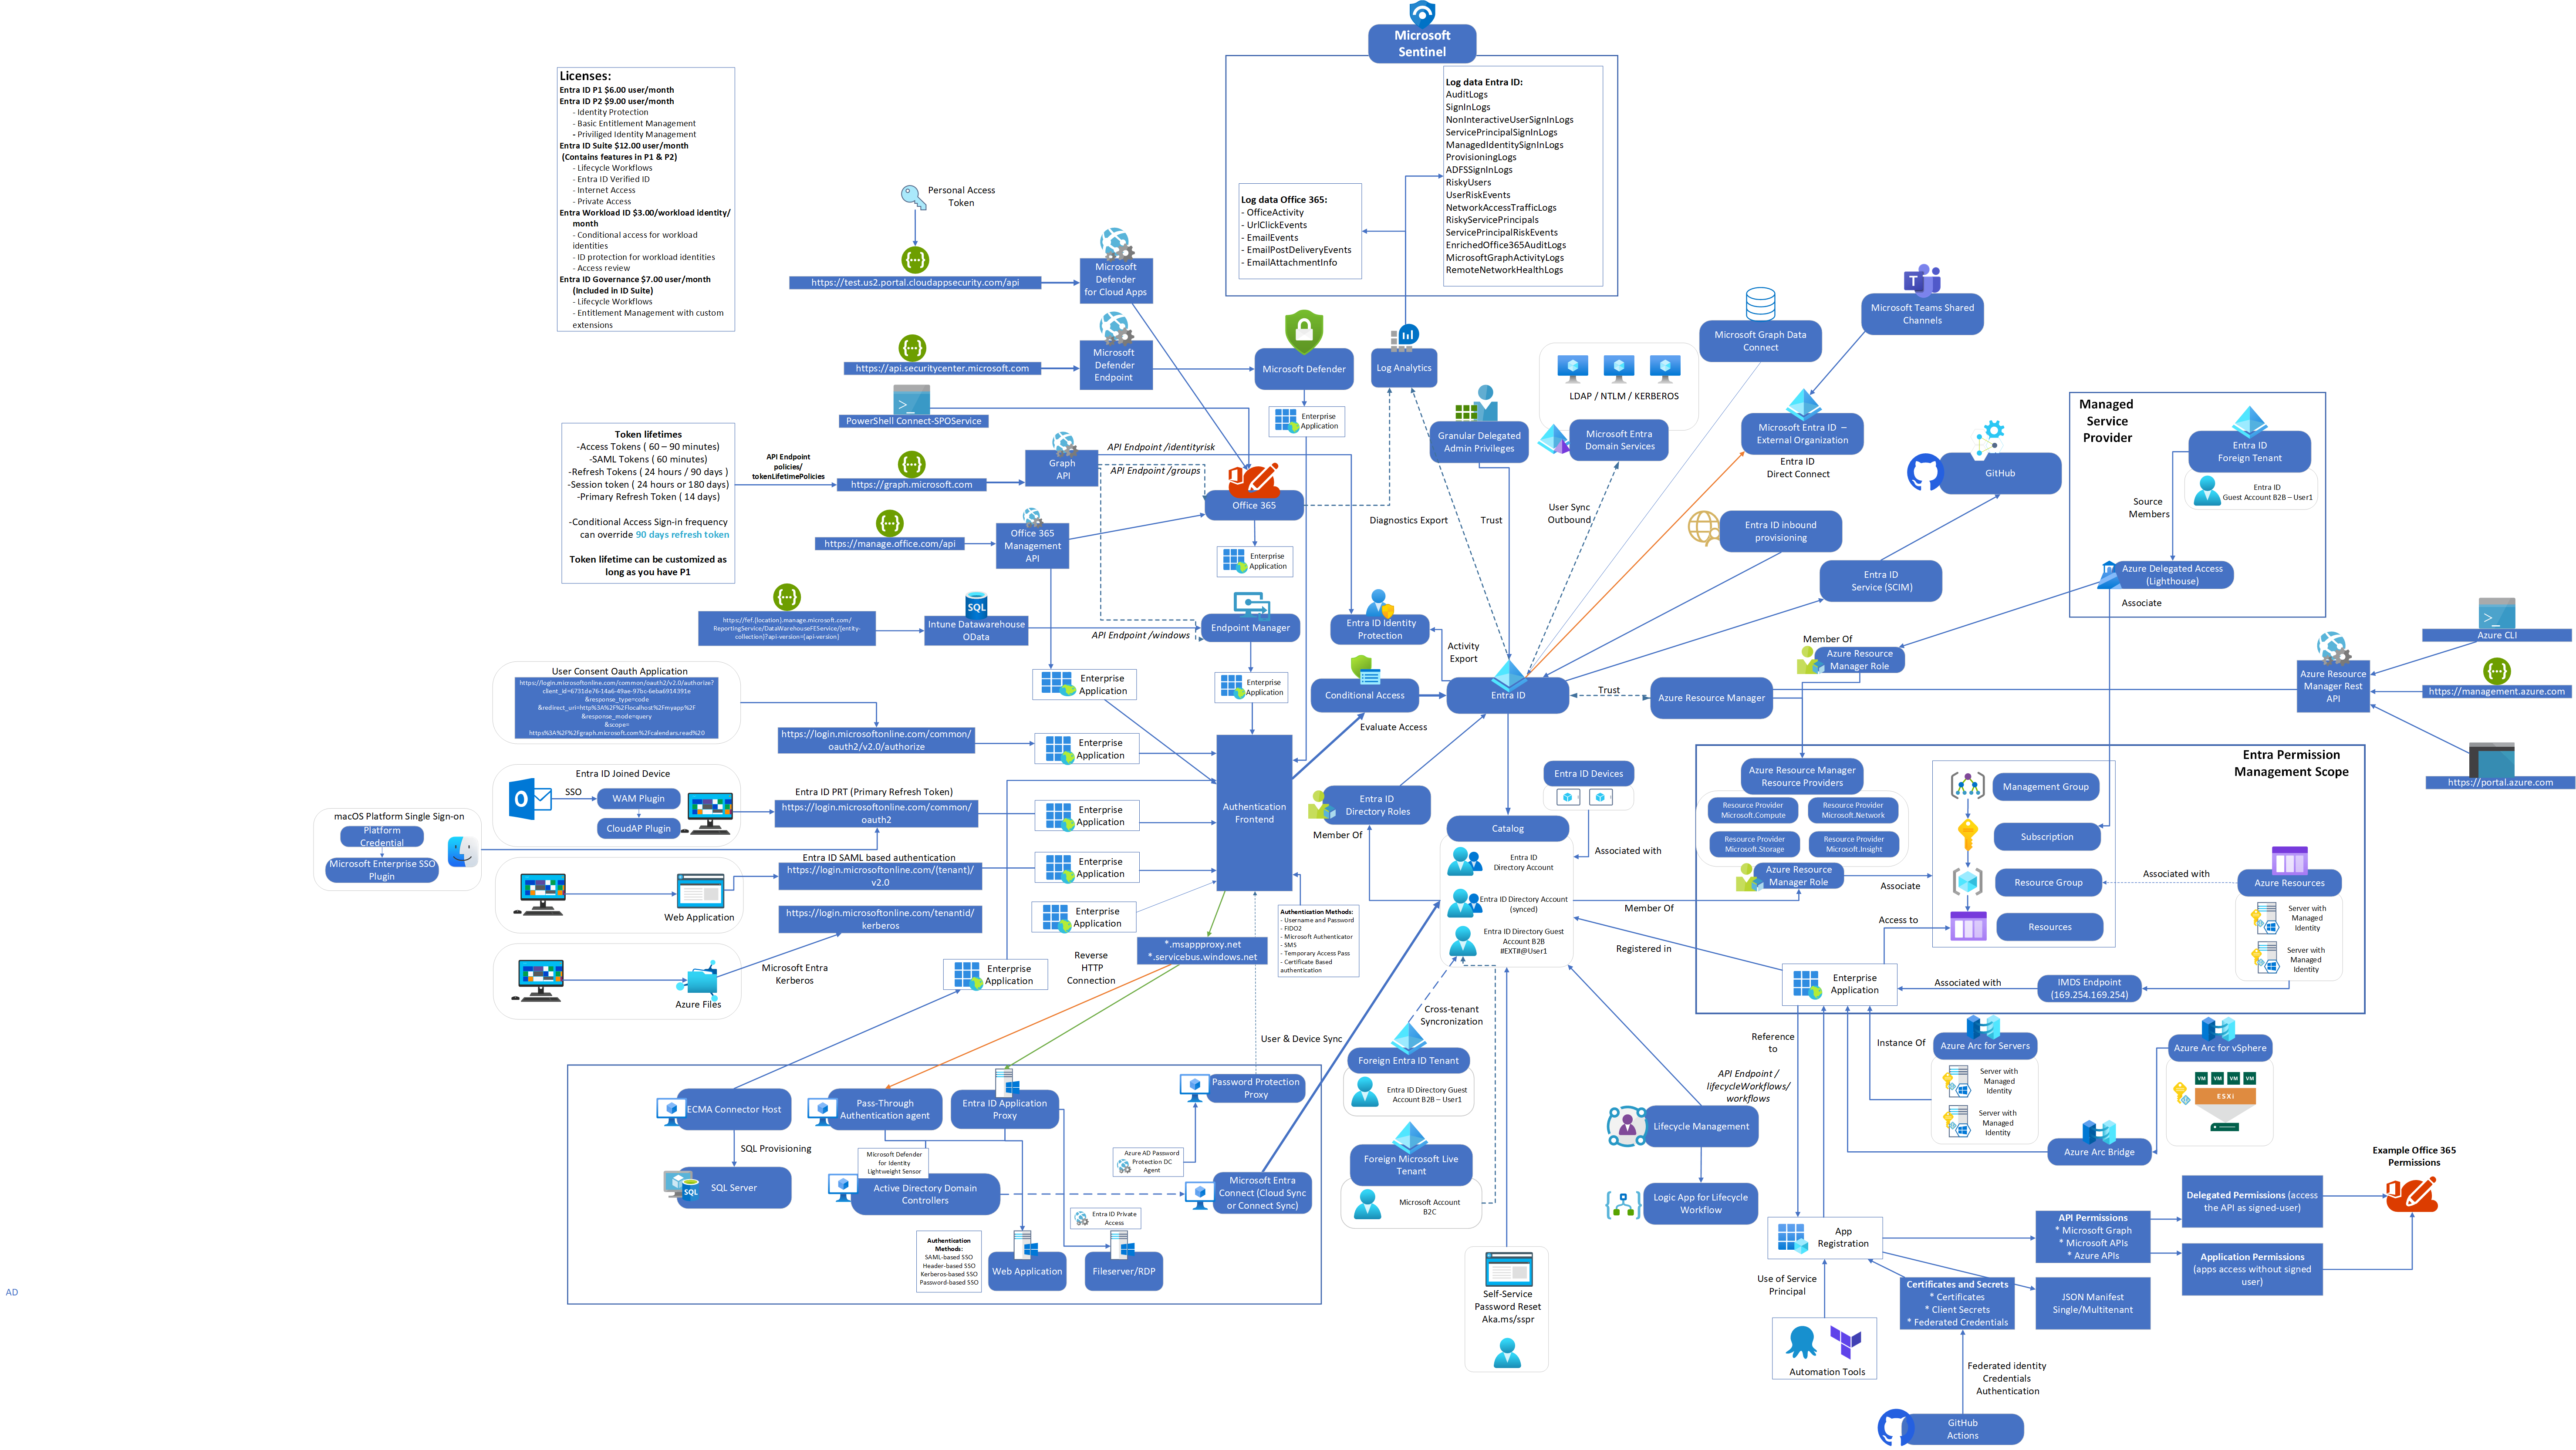 Microsoft
Sentinel
Licenses:
Entra ID P1 $6.00 user/month
Entra ID P2 $9.00 user/month
- Identity Protection
- Basic Entitlement Management
- Priviliged Identity Management
Entra ID Suite $12.00 user/month
(Contains features in P1 & P2)
- Lifecycle Workflows
- Entra ID Verified ID
- Internet Access
- Private Access
Entra Workload ID $3.00/workload identity/
month
- Conditional access for workload
identities
- ID protection for workload identities
- Access review
Entra ID Governance $7.00 user/month
(Included in ID Suite)
- Lifecycle Workflows
- Entitlement Management with custom
extensions
Log data Entra ID:
AuditLogs
SignInLogs
NonInteractiveUserSignInLogs
ServicePrincipalSignInLogs
ManagedIdentitySignInLogs
ProvisioningLogs
ADFSSignInLogs
RiskyUsers
UserRiskEvents
NetworkAccessTrafficLogs
RiskyServicePrincipals
ServicePrincipalRiskEvents
EnrichedOffice365AuditLogs
MicrosoftGraphActivityLogs
RemoteNetworkHealthLogs
Log data Office 365:
- OfficeActivity
- UrlClickEvents
- EmailEvents
- EmailPostDeliveryEvents
- EmailAttachmentInfo
Personal Access
Token
{···}
https://test.us2.portal.cloudappsecurity.com/api
Microsoft
Defender
for Cloud Apps
{···}
https://api.securitycenter.microsoft.com
Microsoft
Defender
Endpoint
Microsoft Defender
Log Analytics
Enterprise
Application
PowerShell Connect-SPOService
Token lifetimes
-Access Tokens ( 60 – 90 minutes)
-SAML Tokens ( 60 minutes)
-Refresh Tokens ( 24 hours / 90 days )
-Session token ( 24 hours or 180 days)
-Primary Refresh Token ( 14 days)
-Conditional Access Sign-in frequency
can override 90 days refresh token
Token lifetime can be customized as
long as you have P1
API Endpoint
policies/
tokenLifetimePolicies
{···}
https://graph.microsoft.com
Graph
API
API Endpoint /identityrisk
API Endpoint /groups
Office 365
Enterprise
Application
{···}
https://manage.office.com/api
Office 365
Management
API
{···}
https://fef.{location}.manage.microsoft.com/
ReportingService/DataWarehouseFEService/{entity-
collection}?api-version={api-version}
SQL
Intune Datawarehouse
OData
API Endpoint /windows
Endpoint Manager
Enterprise
Application
Enterprise
Application
Diagnostics Export
Trust
Granular Delegated
Admin Privileges
LDAP / NTLM / KERBEROS
Microsoft Entra
Domain Services
User Sync
Outbound
Microsoft Graph Data
Connect
T
Microsoft Teams Shared
Channels
Microsoft Entra ID –
External Organization
Entra ID
Direct Connect
GitHub
Entra ID inbound
provisioning
Entra ID
Service (SCIM)
Managed
Service
Provider
Entra ID
Foreign Tenant
Entra ID
Guest Account B2B – User1
Source
Members
Azure Delegated Access
(Lighthouse)
Associate
Member Of
Azure Resource
Manager Role
Entra ID Identity
Protection
Activity
Export
Conditional Access
Entra ID
Evaluate Access
Trust
Azure Resource Manager
Azure CLI
{···}
https://management.azure.com
https://portal.azure.com
Azure Resource
Manager Rest
API
User Consent Oauth Application
https://login.microsoftonline.com/common/oauth2/v2.0/authorize?
client_id=6731de76-14a6-49ae-97bc-6eba6914391e
&response_type=code
&redirect_url=http%3A%2F%2Flocalhost%2Fmyapp%2F
&response_mode=query
&scope=
https%3A%2F%2Fgraph.microsoft.com%2Fcalendars.read%20
https://login.microsoftonline.com/common/
oauth2/v2.0/authorize
Enterprise
Application
Entra ID Joined Device
O
SSO
WAM Plugin
CloudAP Plugin
Entra ID PRT (Primary Refresh Token)
https://login.microsoftonline.com/common/
oauth2
Enterprise
Application
macOS Platform Single Sign-on
Platform
Credential
Microsoft Enterprise SSO
Plugin
Entra ID SAML based authentication
https://login.microsoftonline.com/{tenant}/
v2.0
Enterprise
Application
Web Application
https://login.microsoftonline.com/tenantid/
kerberos
Enterprise
Application
Azure Files
Microsoft Entra
Kerberos
Authentication
Frontend
*.msappproxy.net
*.servicebus.windows.net
Reverse
HTTP
Connection
Enterprise
Application
Authentication Methods:
- Username and Password
- FIDO2
- Microsoft Authenticator
- SMS
- Temporary Access Pass
- Certificate Based
authentication
Entra ID
Directory Roles
Member Of
Entra ID Devices
Catalog
Entra ID
Directory Account
Entra ID Directory Account
(synced)
Entra ID Directory Guest
Account B2B
#EXT#@User1
Associated with
Member Of
Registered in
Entra Permission
Management Scope
Azure Resource Manager
Resource Providers
Resource Provider
Microsoft.Compute
Resource Provider
Microsoft.Network
Resource Provider
Microsoft.Storage
Resource Provider
Microsoft.Insight
Azure Resource
Manager Role
Associate
Access to
Management Group
Subscription
Resource Group
Resources
Associated with
Azure Resources
Server with
Managed
Identity
Server with
Managed
Identity
Enterprise
Application
Associated with
IMDS Endpoint
(169.254.169.254)
Reference
to
Instance Of
Azure Arc for Servers
Server with
Managed
Identity
Server with
Managed
Identity
Azure Arc for vSphere
VM VM VM VM
ESXi
Azure Arc Bridge
User & Device Sync
Cross-tenant
Syncronization
Foreign Entra ID Tenant
Entra ID Directory Guest
Account B2B – User1
Foreign Microsoft Live
Tenant
Microsoft Account
B2C
ECMA Connector Host
SQL Provisioning
SQL
SQL Server
Pass-Through
Authentication agent
Entra ID Application
Proxy
Microsoft Defender
for Identity
Lightweight Sensor
Active Directory Domain
Controllers
Password Protection
Proxy
Azure AD Password
Protection DC
Agent
Microsoft Entra
Connect (Cloud Sync
or Connect Sync)
Entra ID Private
Access
Authentication
Methods:
SAML-based SSO
Header-based SSO
Kerberos-based SSO
Password-based SSO
Web Application
Fileserver/RDP
API Endpoint /
lifecycleWorkflows/
workflows
Lifecycle Management
Logic App for Lifecycle
Workflow
Self-Service
Password Reset
Aka.ms/sspr
App
Registration
Use of Service
Principal
Automation Tools
API Permissions
* Microsoft Graph
* Microsoft APIs
* Azure APIs
Delegated Permissions (access
the API as signed-user)
Application Permissions
(apps access without signed
user)
Example Office 365
Permissions
Certificates and Secrets
* Certificates
* Client Secrets
* Federated Credentials
JSON Manifest
Single/Multitenant
Federated identity
Credentials
Authentication
GitHub
Actions
AD